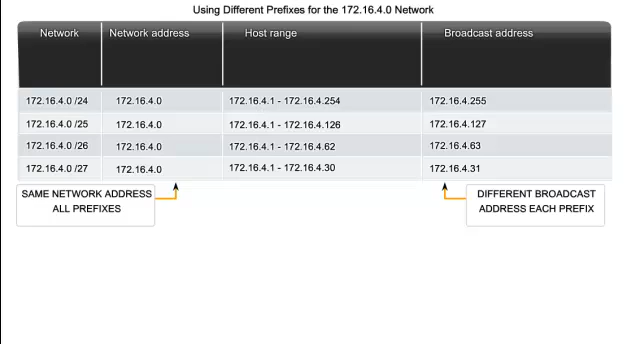 Using Different Prefixes for the 172.16.4.0 Network
Network Network address Host range Broadcast address
172.16.4.0 /24 172.16.4.0 172.16.4.1 - 172.16.4.254 172.16.4.255
172.16.4.0 /25 172.16.4.0 172.16.4.1 - 172.16.4.126 172.16.4.127
172.16.4.0 /26 172.16.4.0 172.16.4.1 - 172.16.4.62 172.16.4.63
172.16.4.0 /27 172.16.4.0 172.16.4.1 - 172.16.4.30 172.16.4.31
SAME NETWORK ADDRESS
ALL PREFIXES
DIFFERENT BROADCAST
ADDRESS EACH PREFIX